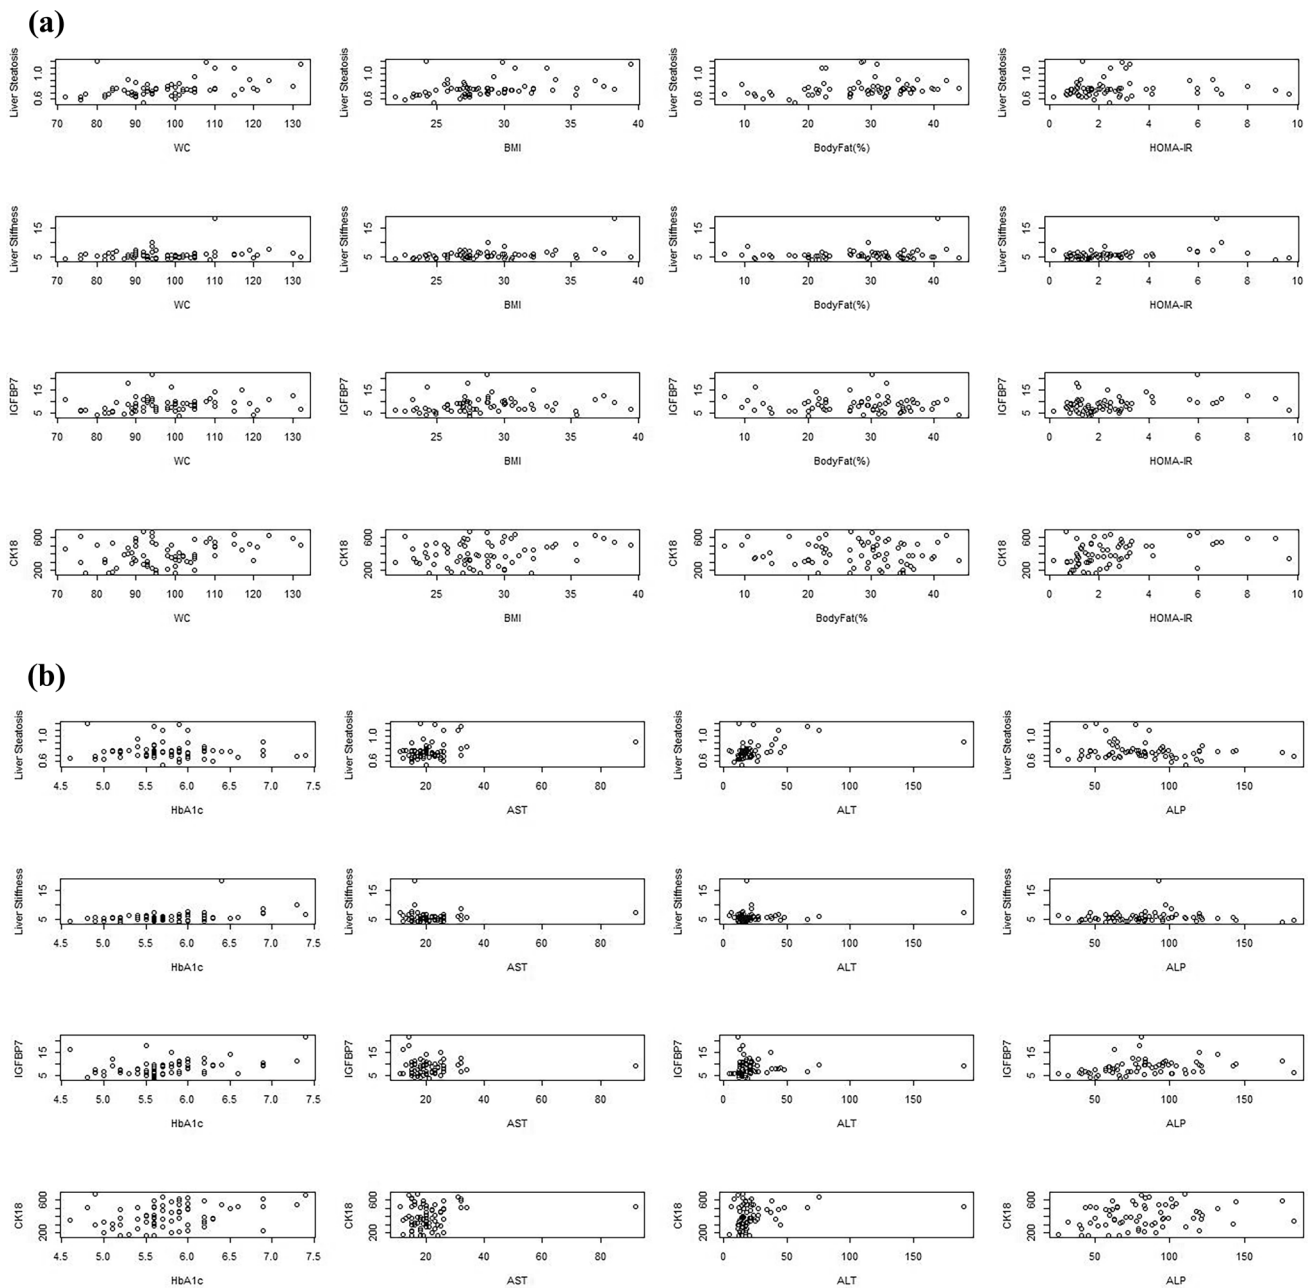 (a)
Liver Steatosis 0.6 1.0 70 80 90 100 110 120 130 WC
Liver Steatosis 0.6 1.0 25 30 35 40 BMI
Liver Steatosis 0.6 1.0 10 20 30 40 BodyFat(%)
Liver Steatosis 0.6 1.0 0 2 4 6 8 10 HOMA-IR
Liver Stiffness 5 15 70 80 90 100 110 120 130 WC
Liver Stiffness 5 15 25 30 35 40 BMI
Liver Stiffness 5 15 10 20 30 40 BodyFat(%)
Liver Stiffness 5 15 0 2 4 6 8 10 HOMA-IR
IGFBP7 5 15 70 80 90 100 110 120 130 WC
IGFBP7 5 15 25 30 35 40 BMI
IGFBP7 5 15 10 20 30 40 BodyFat(%)
IGFBP7 5 15 0 2 4 6 8 10 HOMA-IR
CK18 200 600 70 80 90 100 110 120 130 WC
CK18 200 600 25 30 35 40 BMI
CK18 200 600 10 20 30 40 BodyFat(%
CK18 200 600 0 2 4 6 8 10 HOMA-IR
(b)
Liver Steatosis 0.6 1.0 4.5 5.0 5.5 6.0 6.5 7.0 7.5 HbA1c
Liver Steatosis 0.6 1.0 20 40 60 80 AST
Liver Steatosis 0.6 1.0 0 50 100 150 ALT
Liver Steatosis 0.6 1.0 50 100 150 ALP
Liver Stiffness 5 15 4.5 5.0 5.5 6.0 6.5 7.0 7.5 HbA1c
Liver Stiffness 5 15 20 40 60 80 AST
Liver Stiffness 5 15 0 50 100 150 ALT
Liver Stiffness 5 15 50 100 150 ALP
IGFBP7 5 15 4.5 5.0 5.5 6.0 6.5 7.0 7.5 HbA1c
IGFBP7 5 15 20 40 60 80 AST
IGFBP7 5 15 0 50 100 150 ALT
IGFBP7 5 15 50 100 150 ALP
CK18 200 600 4.5 5.0 5.5 6.0 6.5 7.0 7.5 HbA1c
CK18 200 600 20 40 60 80 AST
CK18 200 600 0 50 100 150 ALT
CK18 200 600 50 100 150 ALP